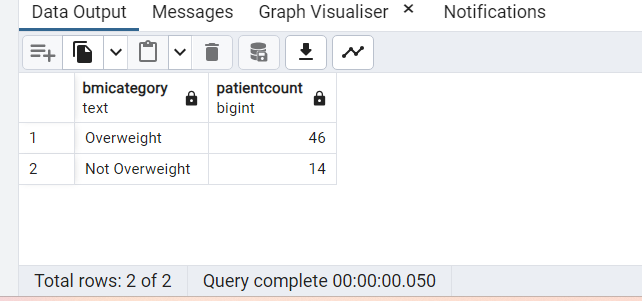 Data Output Messages Graph Visualiser × Notifications
bmicategory patientcount
text bigint
1 Overweight 46
2 Not Overweight 14
Total rows: 2 of 2 Query complete 00:00:00.050